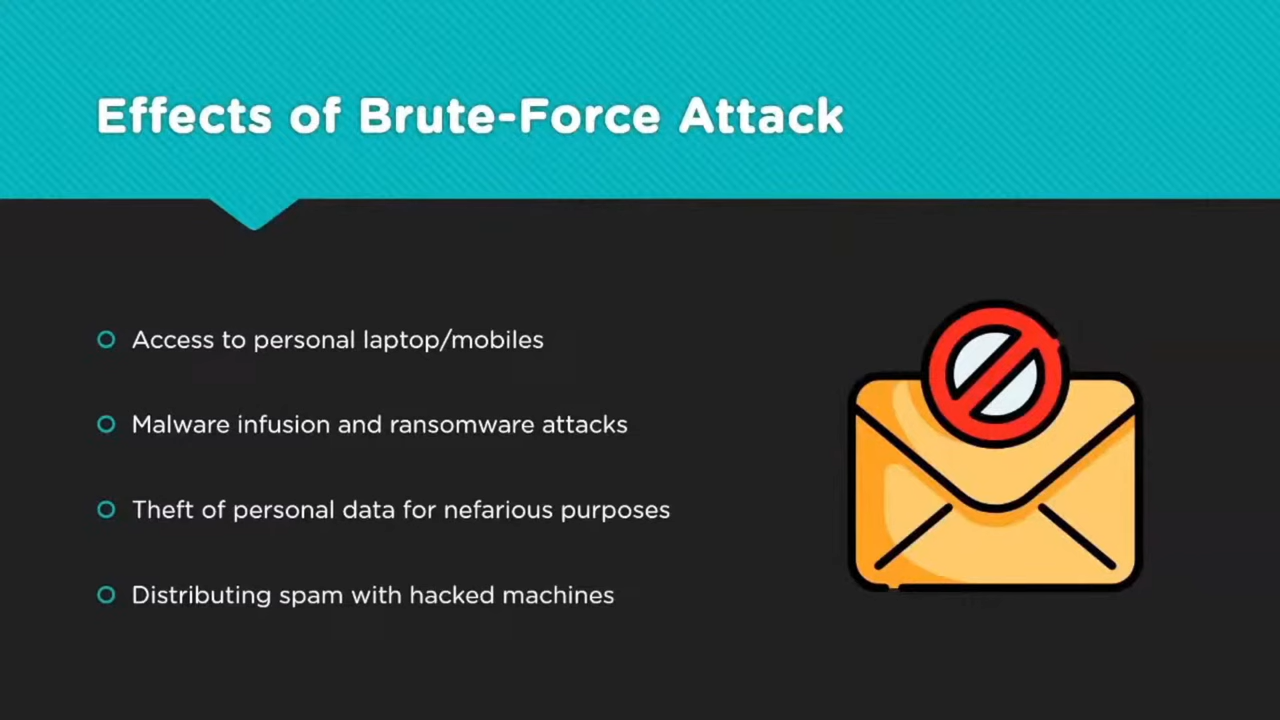 Effects of Brute-Force Attack
Access to personal laptop/mobiles
Malware infusion and ransomware attacks
Theft of personal data for nefarious purposes
Distributing spam with hacked machines